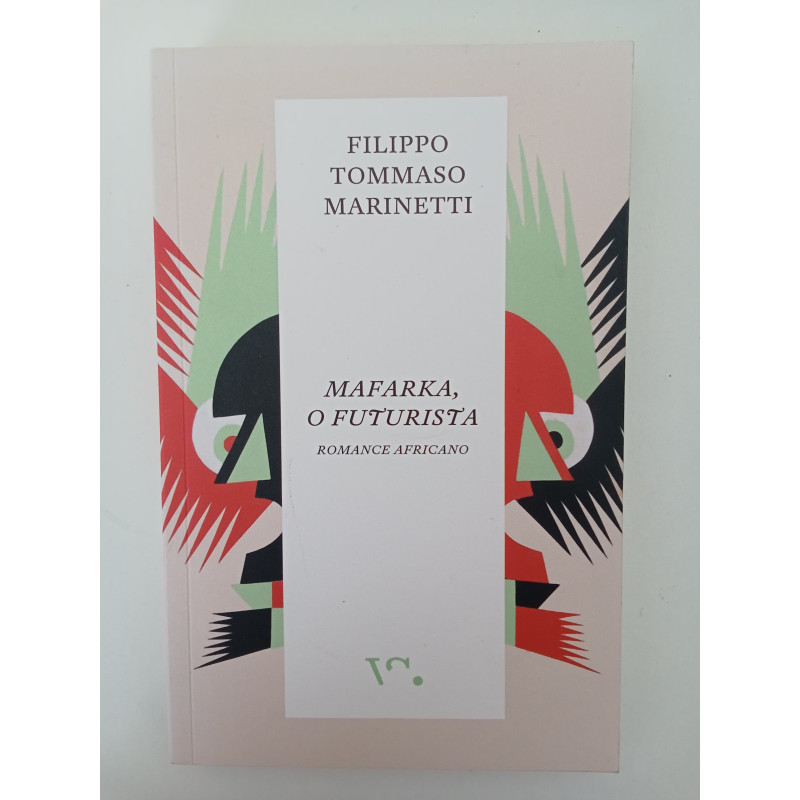 FILIPPO
TOMMASO
MARINETTI
MAFARKA,
O FUTURISTA
ROMANCE AFRICANO